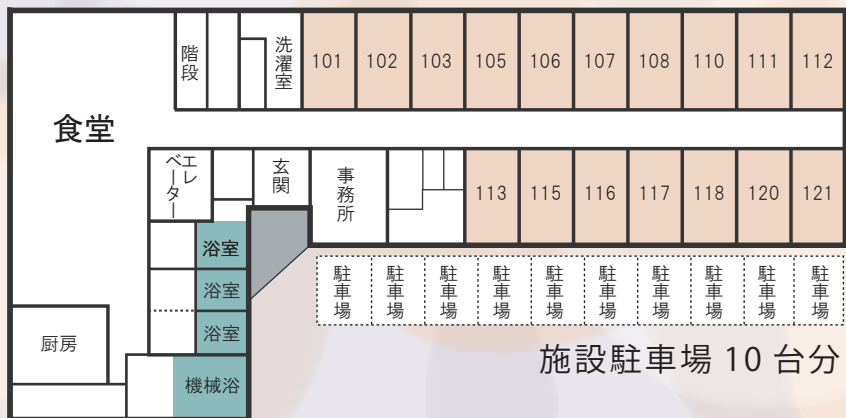 階段
洗濯室
101
102
103
105
106
107
108
110
111
112
食堂
エレベーター
玄関
事務所
113
115
116
117
118
120
121
浴室
浴室
浴室
機械浴
厨房
駐車場
駐車場
駐車場
駐車場
駐車場
駐車場
駐車場
駐車場
駐車場
駐車場
施設駐車場 10 台分